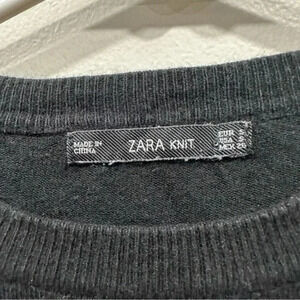 MADE IN
CHINA
ZARA KNIT
EUR S
USA S
MEX 26